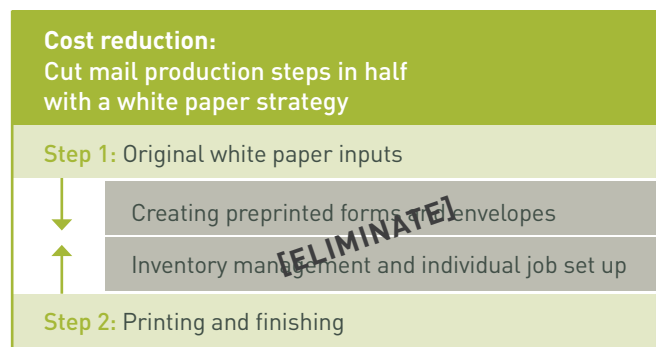 Cost reduction:
Cut mail production steps in half
with a white paper strategy
Step 1: Original white paper inputs
Creating preprinted forms and envelopes
[ELIMINATE]
Inventory management and individual job set up
Step 2: Printing and finishing